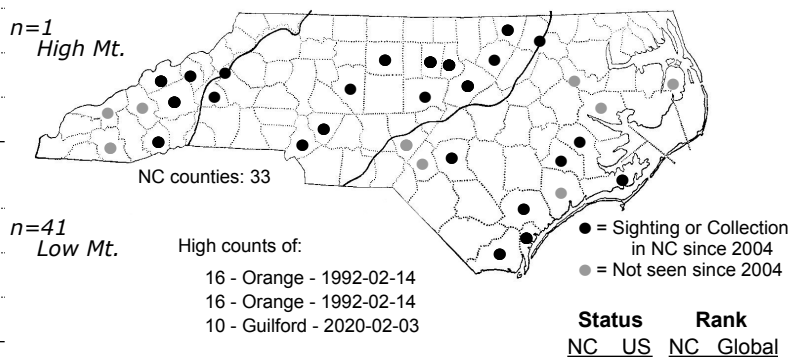 n=1
High Mt.
NC counties: 33
n=41
Low Mt.
High counts of:
16 - Orange - 1992-02-14
16 - Orange - 1992-02-14
10 - Guilford - 2020-02-03
● = Sighting or Collection
in NC since 2004
● = Not seen since 2004
Status Rank
NC US NC Global